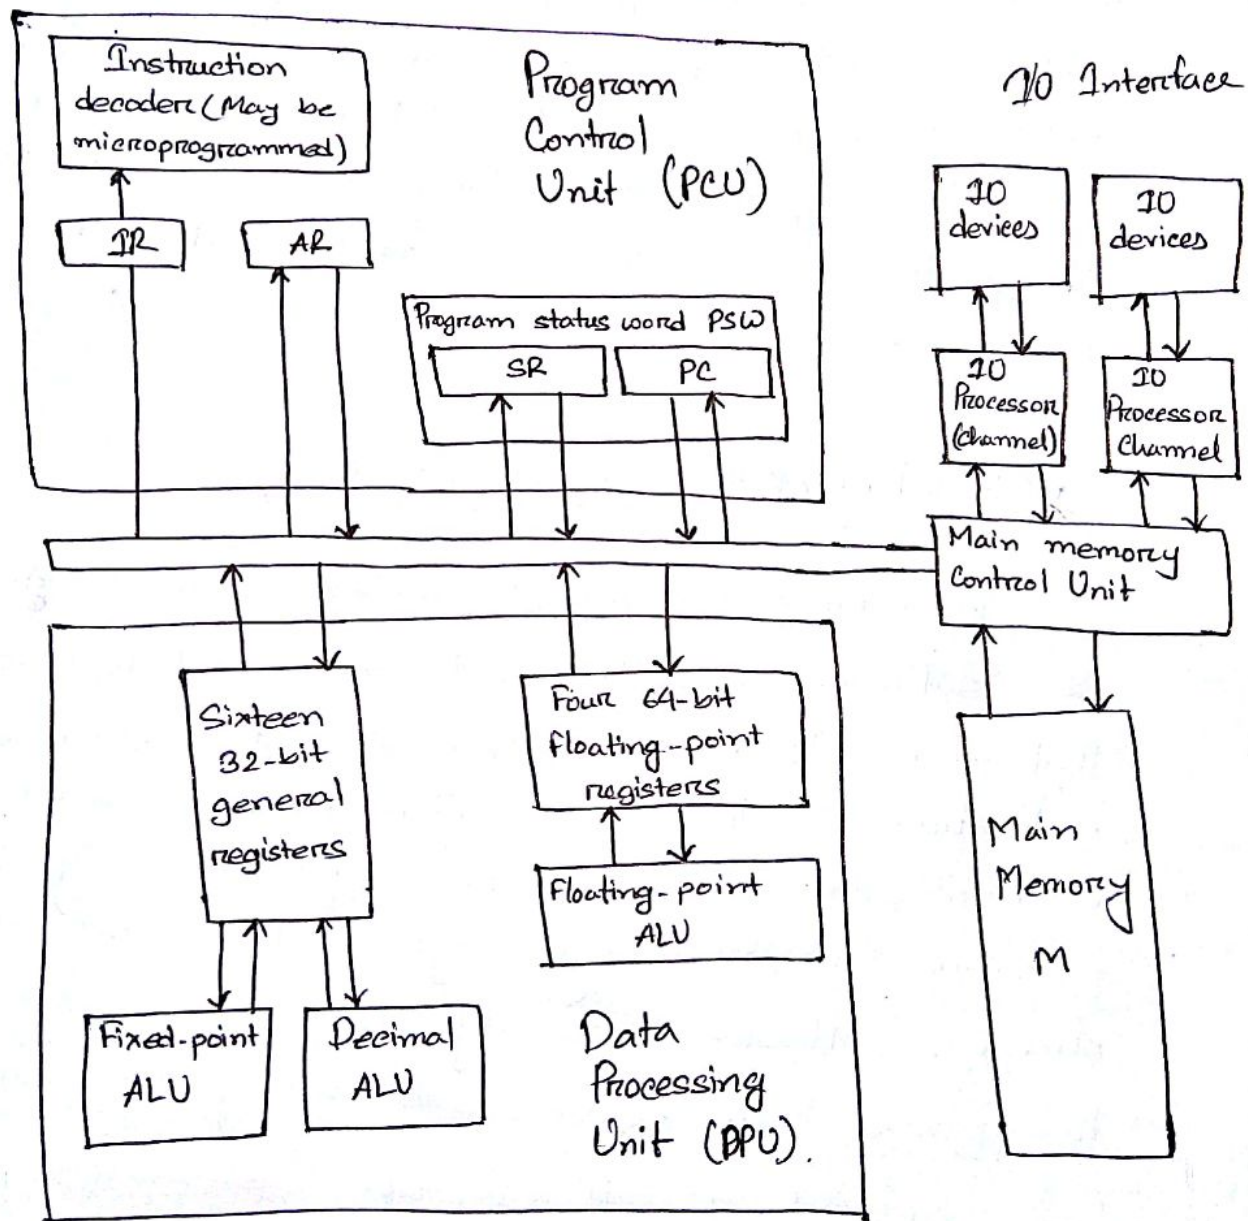 Instruction
decoder (May be
microprogrammed)
Program
Control
Unit (PCU)
I/O Interface
IR
AR
Program status word PSW
SR
PC
IO
devices
IO
devices
IO
Processor
(channel)
IO
Processor
Channel
Main memory
Control Unit
Sixteen
32-bit
general
registers
Four 64-bit
floating-point
registers
Floating-point
ALU
Main
Memory
M
Fixed-point
ALU
Decimal
ALU
Data
Processing
Unit (DPU).